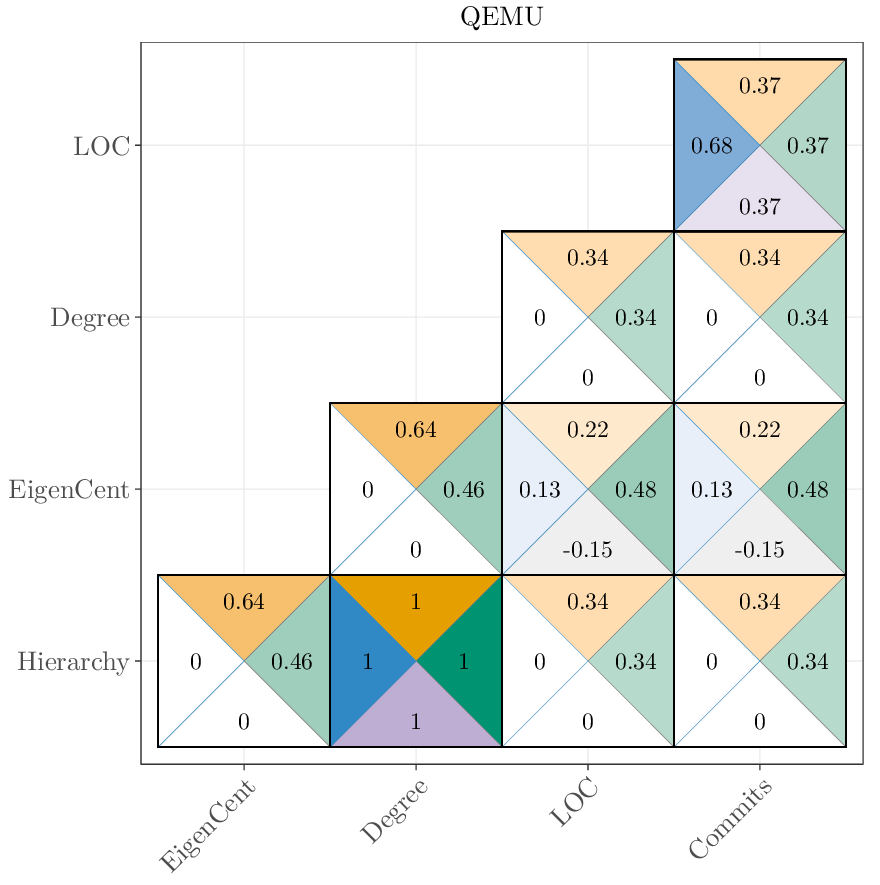 QEMU
0.37
LOC 0.68 0.37
0.37
0.34 0.34
Degree 0 0.34 0 0.34
0 0
0.64 0.22 0.22
EigenCent 0 0.46 0.13 0.48 0.13 0.48
0 -0.15 -0.15
0.64 1 0.34 0.34
Hierarchy 0 0.46 1 1 0 0.34 0 0.34
0 1 0 0
EigenCent Degree LOC Commits